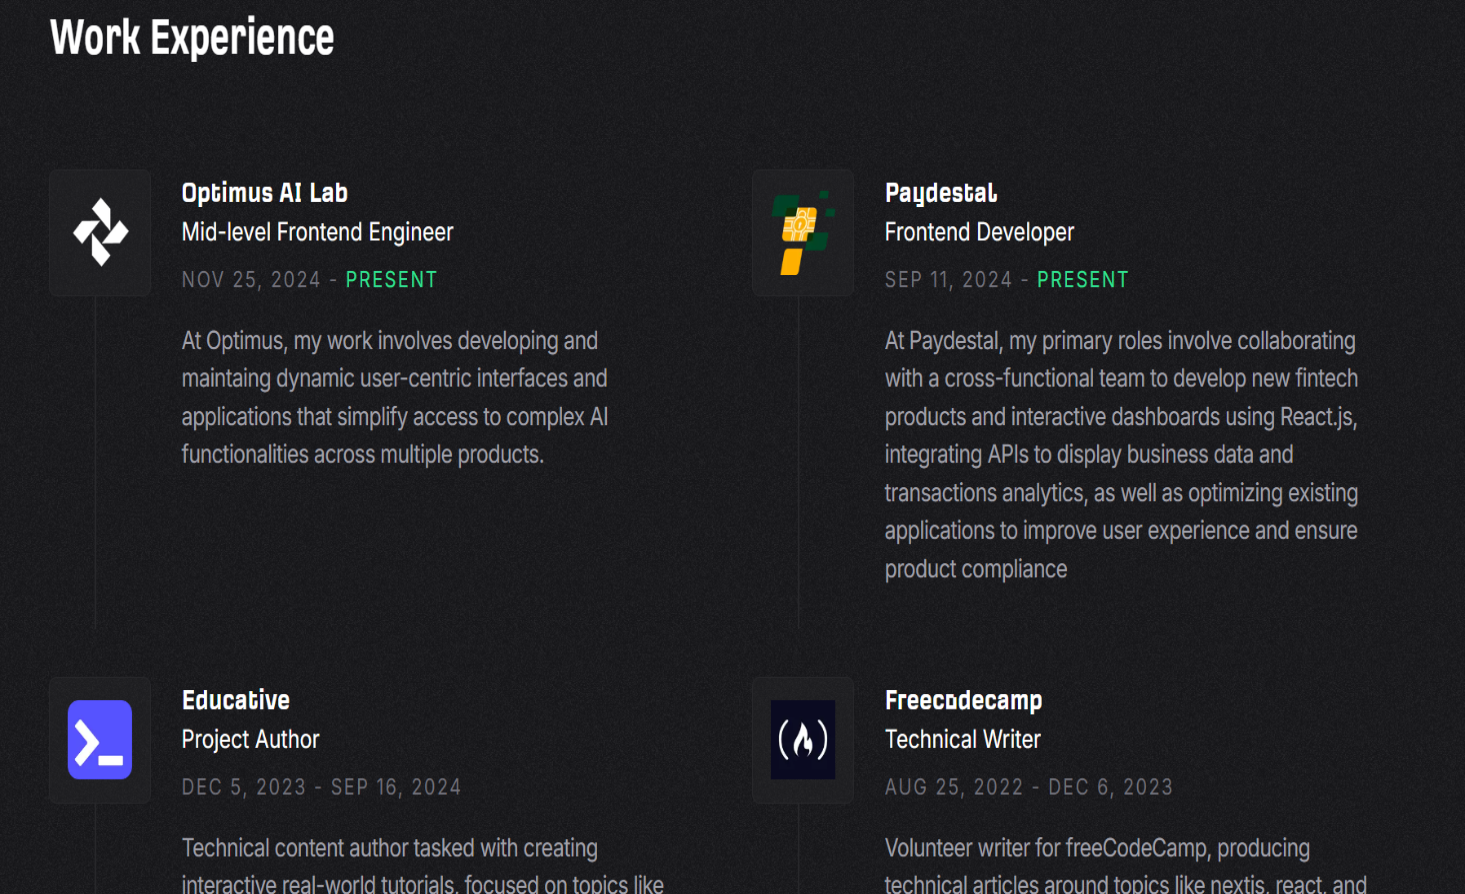 Work Experience
Optimus AI Lab
Mid-level Frontend Engineer
NOV 25, 2024 - PRESENT
At Optimus, my work involves developing and
maintaing dynamic user-centric interfaces and
applications that simplify access to complex AI
functionalities across multiple products.
Paydestal
Frontend Developer
SEP 11, 2024 - PRESENT
At Paydestal, my primary roles involve collaborating
with a cross-functional team to develop new fintech
products and interactive dashboards using React.js,
integrating APIs to display business data and
transactions analytics, as well as optimizing existing
applications to improve user experience and ensure
product compliance
Educative
Project Author
DEC 5, 2023 - SEP 16, 2024
Technical content author tasked with creating
interactive real-world tutorials, focused on topics like
Freecodecamp
Technical Writer
AUG 25, 2022 - DEC 6, 2023
Volunteer writer for freeCodeCamp, producing
technical articles around topics like nextjs, react, and